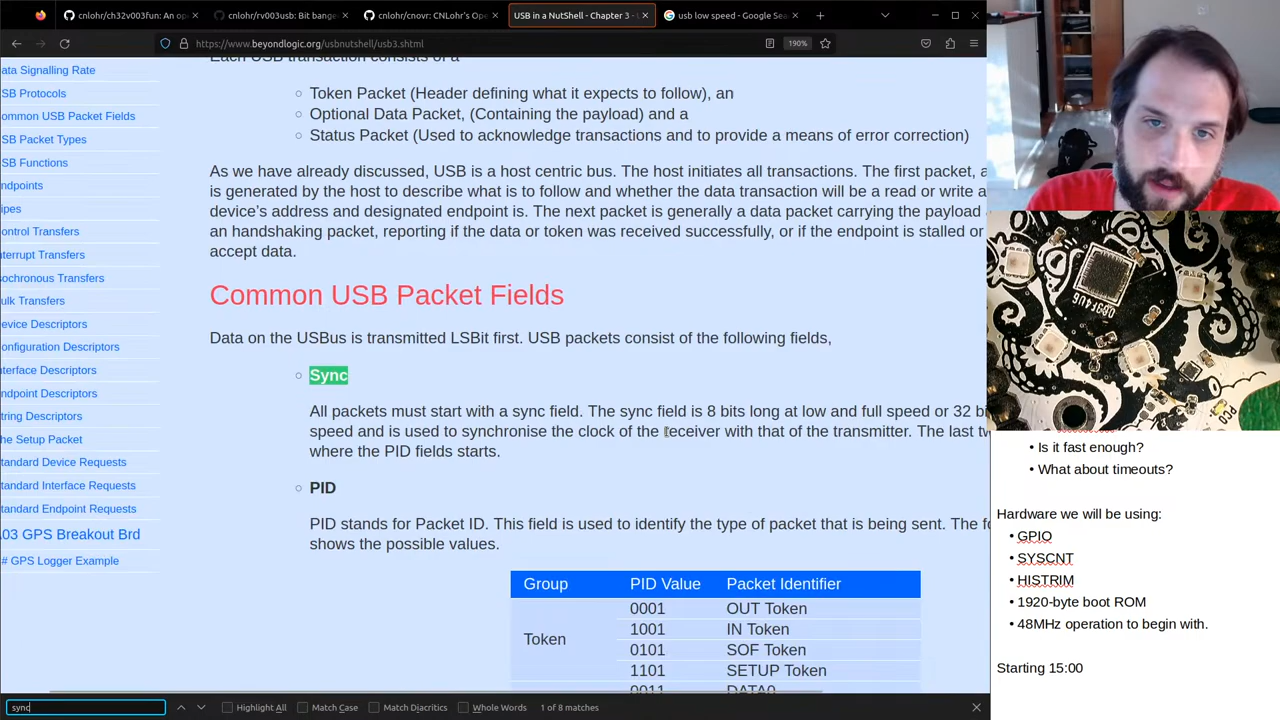 cnlohr/ch32v003fun: An op
cnlohr/rv003usb: Bit bange
cnlohr/cnovr: CNLohr's Ope
USB in a NutShell - Chapter 3 -
usb low speed - Google Sea
https://www.beyondlogic.org/usbnutshell/usb3.shtml
190%
Each USB transaction consists of a
ata Signalling Rate
SB Protocols
ommon USB Packet Fields
SB Packet Types
SB Functions
ndpoints
ipes
ontrol Transfers
terrupt Transfers
sochronous Transfers
ulk Transfers
evice Descriptors
onfiguration Descriptors
nterface Descriptors
ndpoint Descriptors
tring Descriptors
he Setup Packet
tandard Device Requests
tandard Interface Requests
tandard Endpoint Requests
03 GPS Breakout Brd
# GPS Logger Example
Token Packet (Header defining what it expects to follow), an
Optional Data Packet, (Containing the payload) and a
Status Packet (Used to acknowledge transactions and to provide a means of error correction)
As we have already discussed, USB is a host centric bus. The host initiates all transactions. The first packet, a
is generated by the host to describe what is to follow and whether the data transaction will be a read or write a
device's address and designated endpoint is. The next packet is generally a data packet carrying the payload
an handshaking packet, reporting if the data or token was received successfully, or if the endpoint is stalled or
accept data.
Common USB Packet Fields
Data on the USBus is transmitted LSBit first. USB packets consist of the following fields,
Sync
All packets must start with a sync field. The sync field is 8 bits long at low and full speed or 32 bi
speed and is used to synchronise the clock of the receiver with that of the transmitter. The last tw
where the PID fields starts.
PID
PID stands for Packet ID. This field is used to identify the type of packet that is being sent. The fo
shows the possible values.
Group PID Value Packet Identifier
Token
0001 OUT Token
1001 IN Token
0101 SOF Token
1101 SETUP Token
0011 DATA0
• Is it fast enough?
• What about timeouts?
Hardware we will be using:
• GPIO
• SYSCNT
• HISTRIM
• 1920-byte boot ROM
• 48MHz operation to begin with.
Starting 15:00
sync
Highlight All
Match Case
Match Diacritics
Whole Words
1 of 8 matches